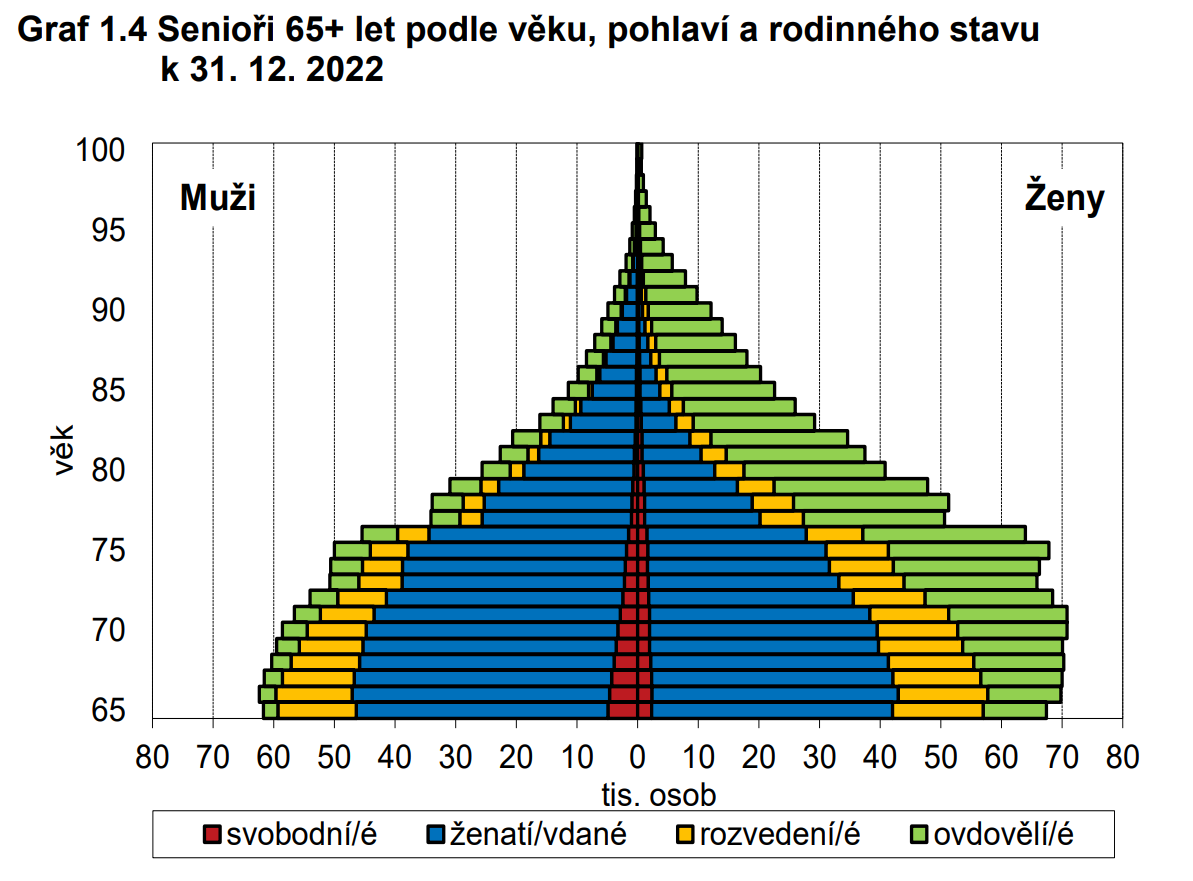 Graf 1.4 Senioři 65+ let podle věku, pohlaví a rodinného stavu
k 31. 12. 2022
Muži
Ženy
věk
100
95
90
85
80
75
70
65
80 70 60 50 40 30 20 10 0 10 20 30 40 50 60 70 80
tis. osob
svobodní/é ženatí/vdané rozvedení/é ovdovělí/é